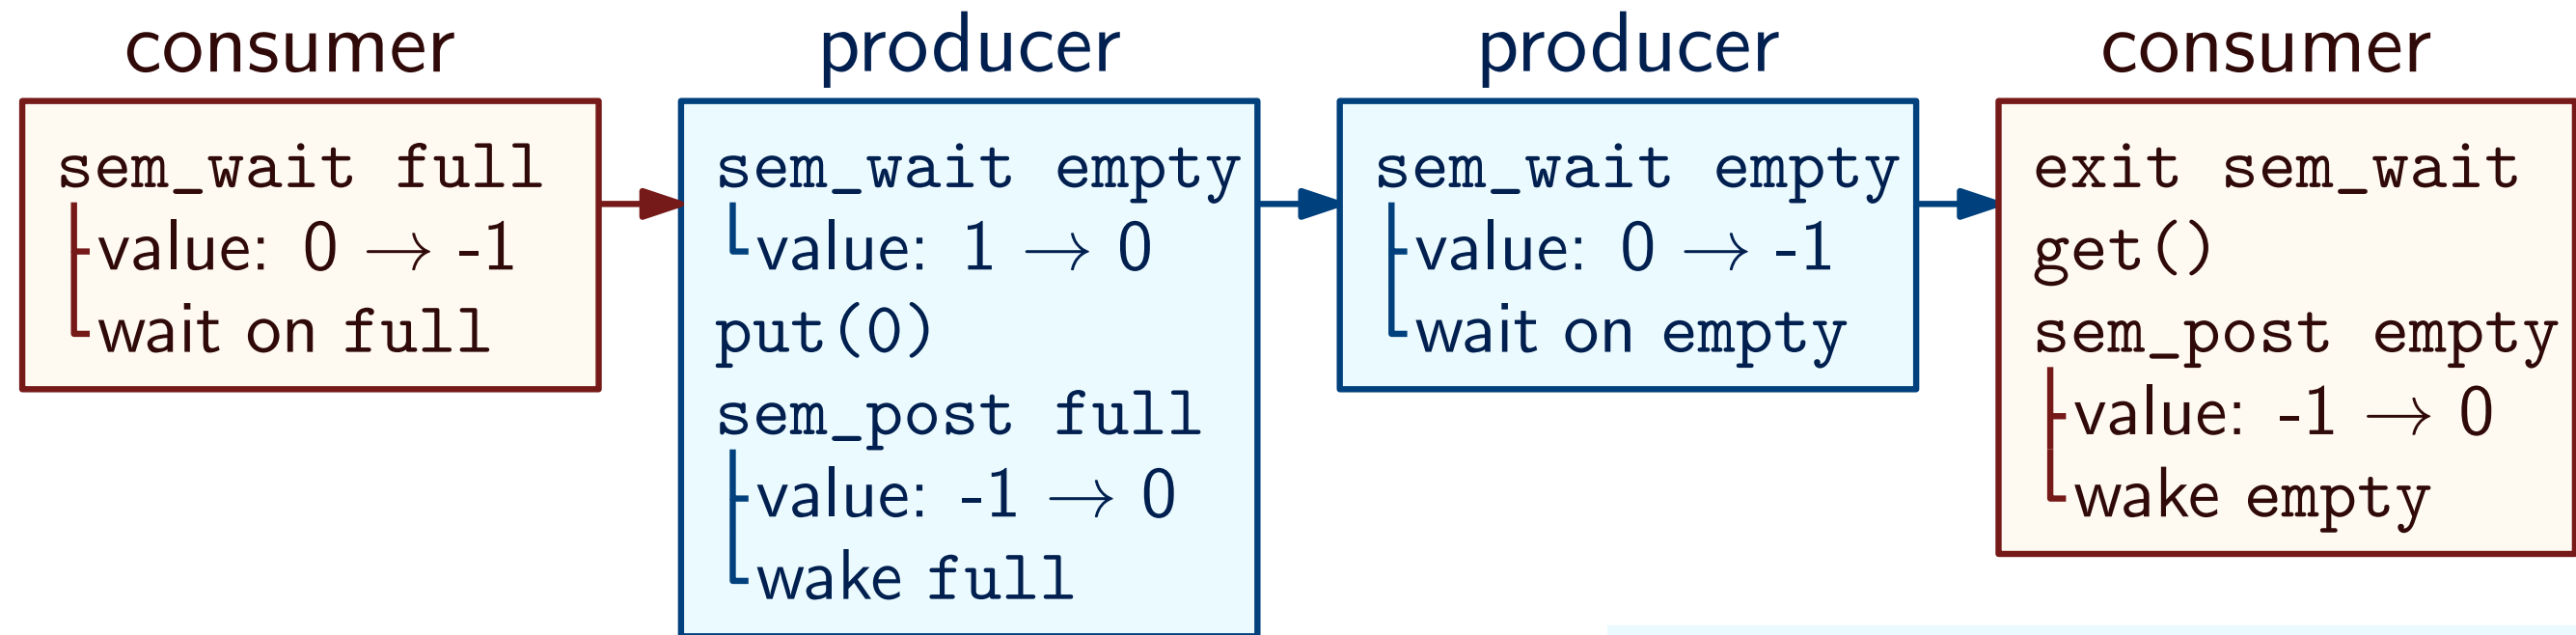 consumer
sem_wait full
value: 0 → -1
wait on full
producer
sem_wait empty
value: 1 → 0
put(0)
sem_post full
value: -1 → 0
wake full
producer
sem_wait empty
value: 0 → -1
wait on empty
consumer
exit sem_wait
get()
sem_post empty
value: -1 → 0
wake empty